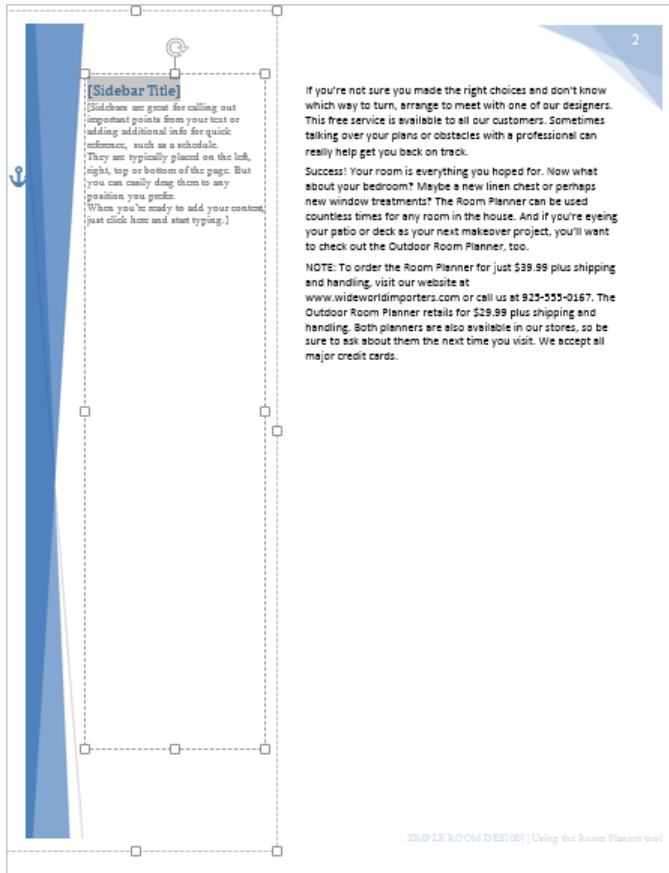 2
[Sidebar Title]
[Sidebars are great for calling out
important points from your text or
adding additional info for quick
reference, such as a schedule.
They are typically placed on the left,
right, top or bottom of the page. But
you can easily drag them to any
position you prefer.
When you're ready to add your content,
just click here and start typing.]
If you're not sure you made the right choices and don't know
which way to turn, arrange to meet with one of our designers.
This free service is available to all our customers. Sometimes
talking over your plans or obstacles with a professional can
really help get you back on track.
Success! Your room is everything you hoped for. Now what
about your bedroom? Maybe a new linen chest or perhaps
new window treatments? The Room Planner can be used
countless times for any room in the house. And if you're eyeing
your patio or deck as your next makeover project, you'll want
to check out the Outdoor Room Planner, too.
NOTE: To order the Room Planner for just $39.99 plus shipping
and handling, visit our website at
www.wideworldimporters.com or call us at 925-555-0167. The
Outdoor Room Planner retails for $29.99 plus shipping and
handling. Both planners are also available in our stores, so be
sure to ask about them the next time you visit. We accept all
major credit cards.
SIMPLE ROOM DESIGN | Using the Room Planner tool